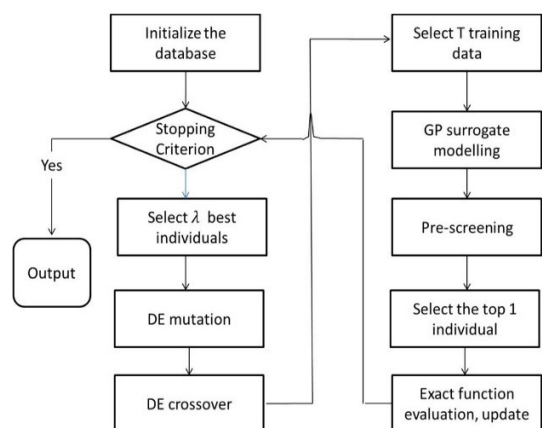 Initialize the
database
Stopping
Criterion
Yes
Output
Select λ best
individuals
DE mutation
DE crossover
Select T training
data
GP surrogate
modelling
Pre-screening
Select the top 1
individual
Exact function
evaluation, update